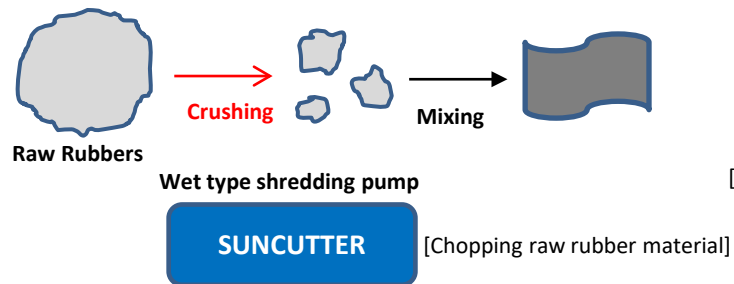 Crushing
Mixing
Raw Rubbers
Wet type shredding pump
[
SUNCUTTER
[Chopping raw rubber material]